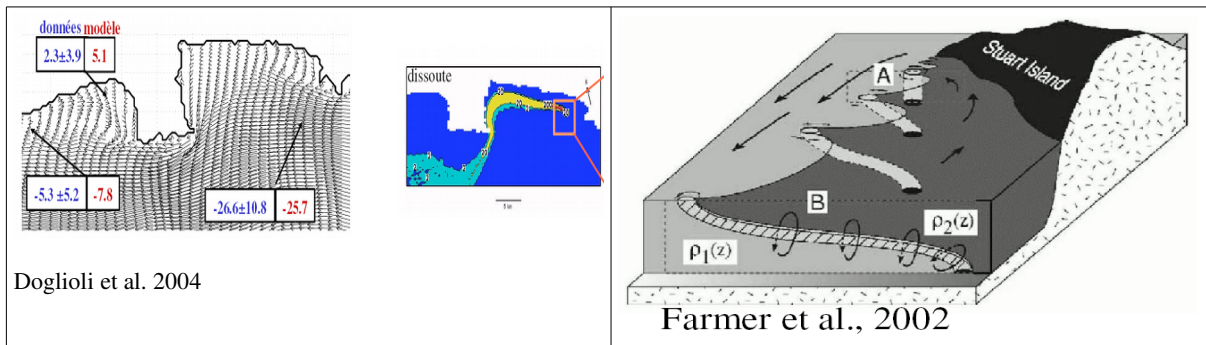 données modèle
2.3±3.9 5.1
-5.3 ±5.2 -7.8
-26.6±10.8 -25.7
Doglioli et al. 2004
dissoute
Stuart Island
A
B
ρ₁(z)
ρ₂(z)
Farmer et al., 2002